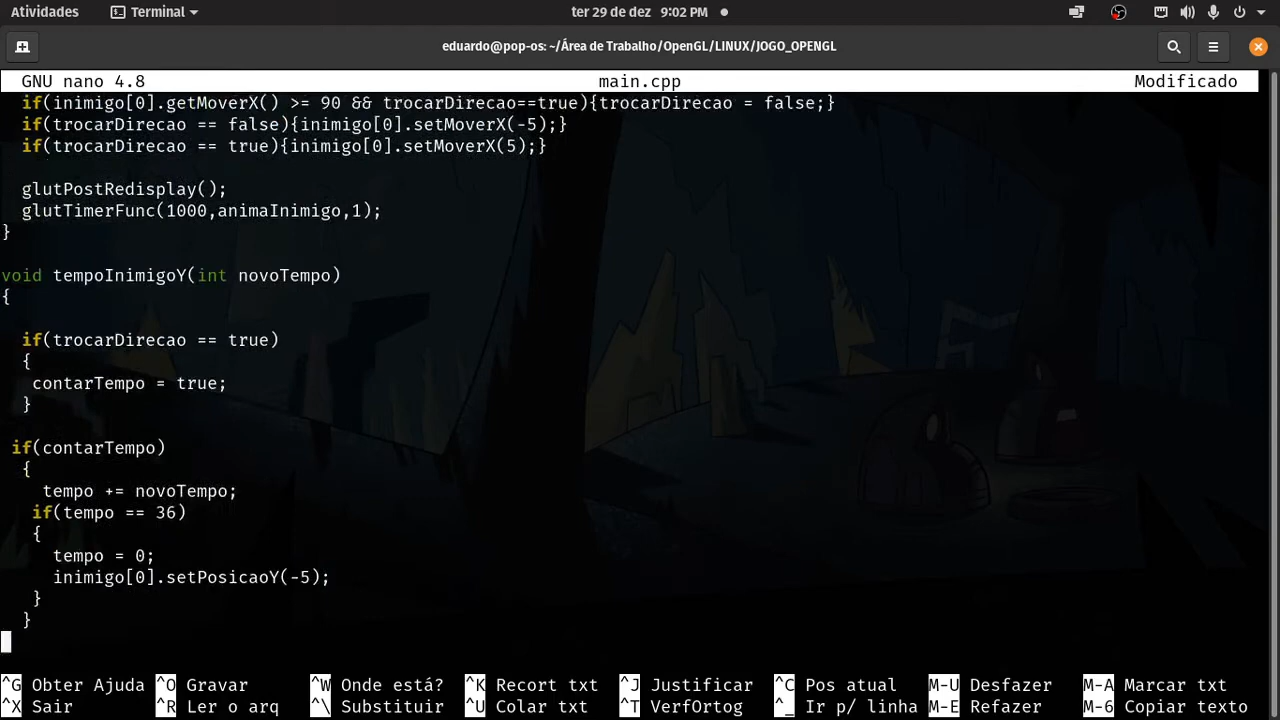 Atividades Terminal ter 29 de dez 9:02 PM
eduardo@pop-os: ~/Área de Trabalho/OpenGL/LINUX/JOGO_OPENGL
GNU nano 4.8 main.cpp Modificado
if(inimigo[0].getMoverX() >= 90 && trocarDirecao==true){trocarDirecao = false;}
if(trocarDirecao == false){inimigo[0].setMoverX(-5);}
if(trocarDirecao == true){inimigo[0].setMoverX(5);}
glutPostRedisplay();
glutTimerFunc(1000,animaInimigo,1);
}
void tempoInimigoY(int novoTempo)
{
if(trocarDirecao == true)
{
contarTempo = true;
}
if(contarTempo)
{
tempo += novoTempo;
if(tempo == 36)
{
tempo = 0;
inimigo[0].setPosicaoY(-5);
}
}
^G Obter Ajuda ^O Gravar ^W Onde está? ^K Recort txt ^J Justificar ^C Pos atual M-U Desfazer M-A Marcar txt
^X Sair ^R Ler o arq ^\ Substituir ^U Colar txt ^T VerfOrtog ^_ Ir p/ linha M-E Refazer M-6 Copiar texto